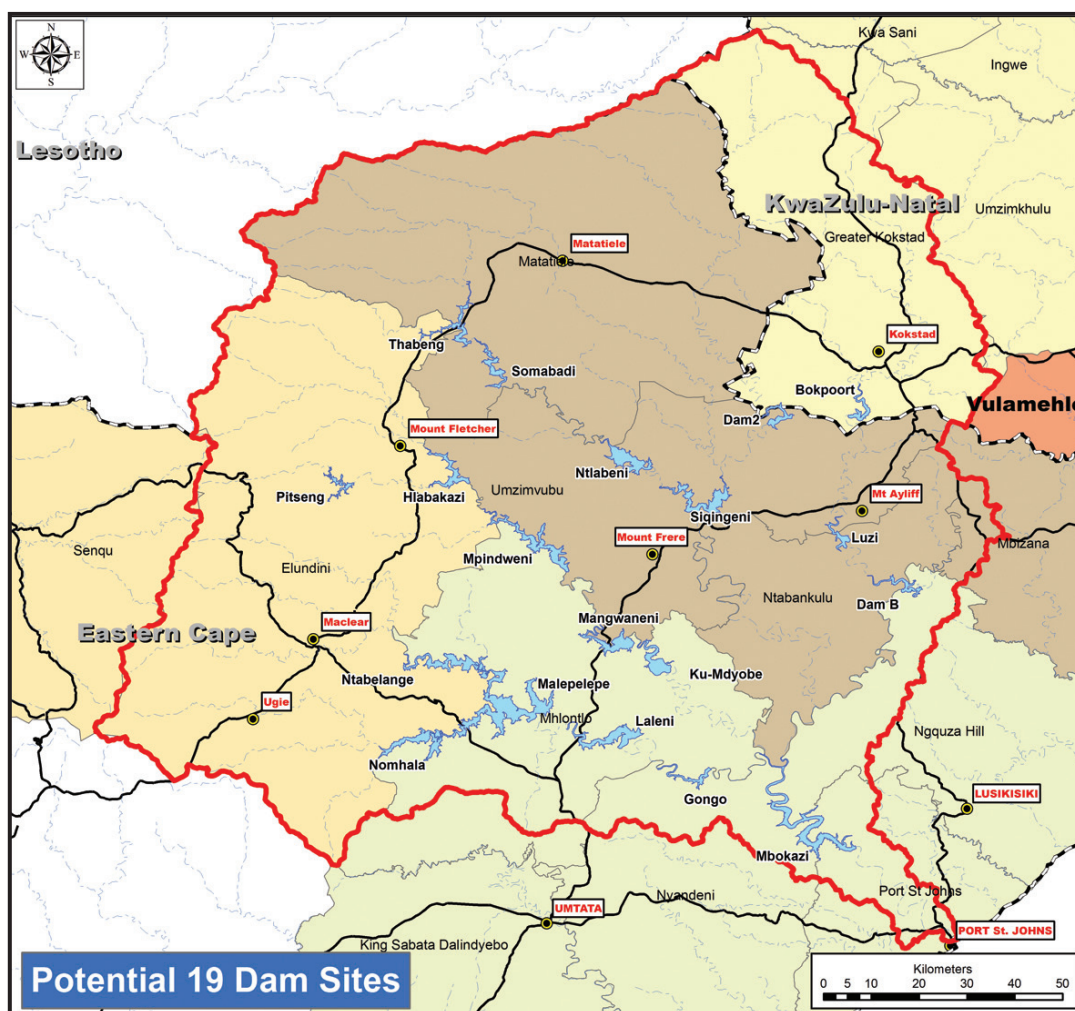 N
W E
S
Kwa Sani
Ingwe
Lesotho
KwaZulu-Natal
Umzimkhulu
Greater Kokstad
Matatiele
Matatiele
Kokstad
Thabeng
Somabadi
Bokpoort
Vulamehlo
Dam2
Mount Fletcher
Ntlabeni
Pitseng
Hlabakazi
Umzimvubu
Siqingeni
Mt Ayliff
Luzi
Mount Frere
Mbizana
Senqu
Elundini
Mpindweni
Ntabankulu
Dam B
Mangwaneni
Eastern Cape
Maclear
Ku-Mdyobe
Ntabelange
Malepelepe
Mhlontlo
Laleni
Ugie
Ngquza Hill
Nomhala
Gongo
LUSIKISIKI
Mbokazi
Port St Johns
Nyandeni
UMTATA
PORT St. JOHNS
King Sabata Dalindyebo
Potential 19 Dam Sites
Kilometers
0 5 10 20 30 40 50